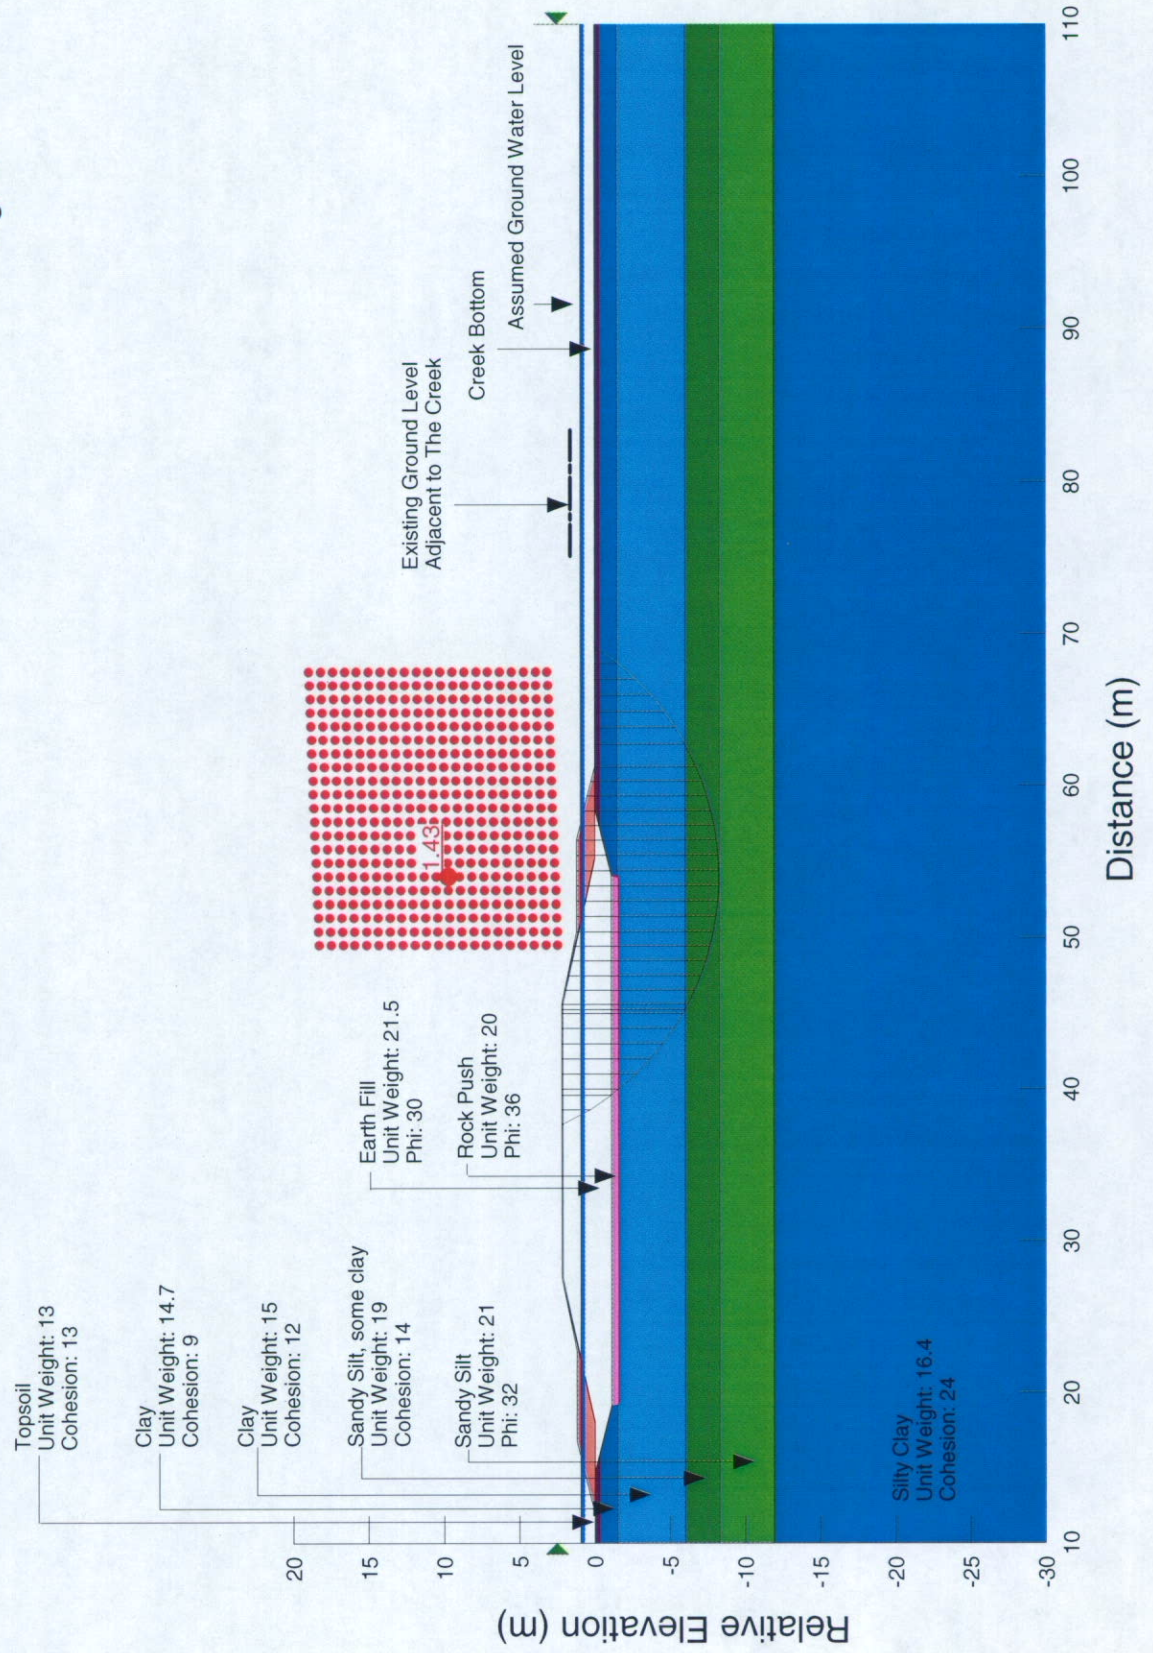 Topsoil
Unit Weight: 13
Cohesion: 13
Clay
Unit Weight: 14.7
Cohesion: 9
Clay
Unit Weight: 15
Cohesion: 12
Sandy Silt, some clay
Unit Weight: 19
Cohesion: 14
Sandy Silt
Unit Weight: 21
Phi: 32
Earth Fill
Unit Weight: 21.5
Phi: 30
Rock Push
Unit Weight: 20
Phi: 36
1.43
Existing Ground Level
Adjacent to The Creek
Creek Bottom
Assumed Ground Water Level
Silty Clay
Unit Weight: 16.4
Cohesion: 24
Relative Elevation (m)
20
15
10
5
0
-5
-10
-15
-20
-25
-30
10
20
30
40
50
60
70
80
90
100
110
Distance (m)